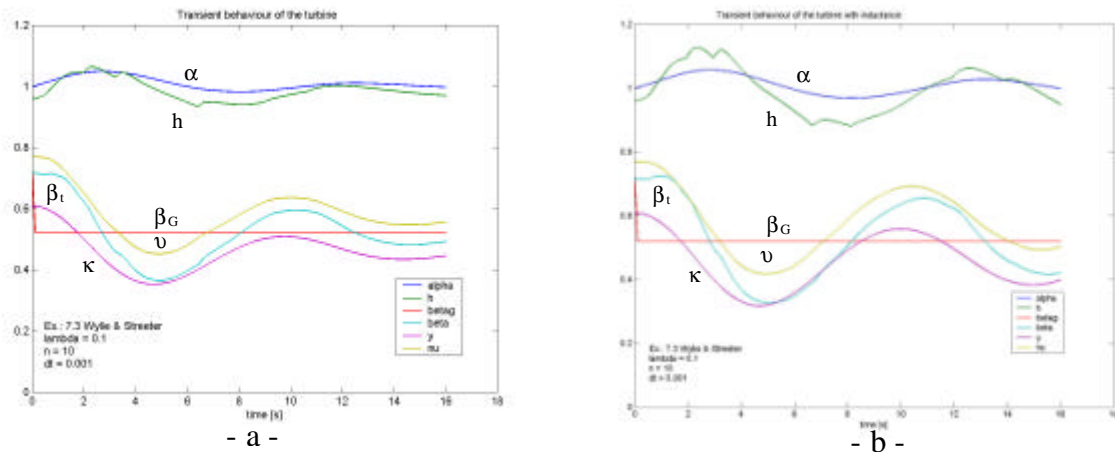 Transient behaviour of the turbine
1.2
1
0.8
0.6
0.4
0.2
0
0 2 4 6 8 10 12 14 16 18
time [s]
α
h
βt
βG
υ
κ
alpha
h
betag
beta
y
nu
Ex.: 7.3 Wylie & Streeter
lambda = 0.1
n = 10
dt = 0.001
- a -
Transient behaviour of the turbine with inductance
1.2
1
0.8
0.6
0.4
0.2
0
0 2 4 6 8 10 12 14 16
time [s]
α
h
βt
βG
υ
κ
alpha
h
betag
beta
y
nu
Ex.: 7.3 Wylie & Streeter
lambda = 0.1
n = 10
dt = 0.001
- b -